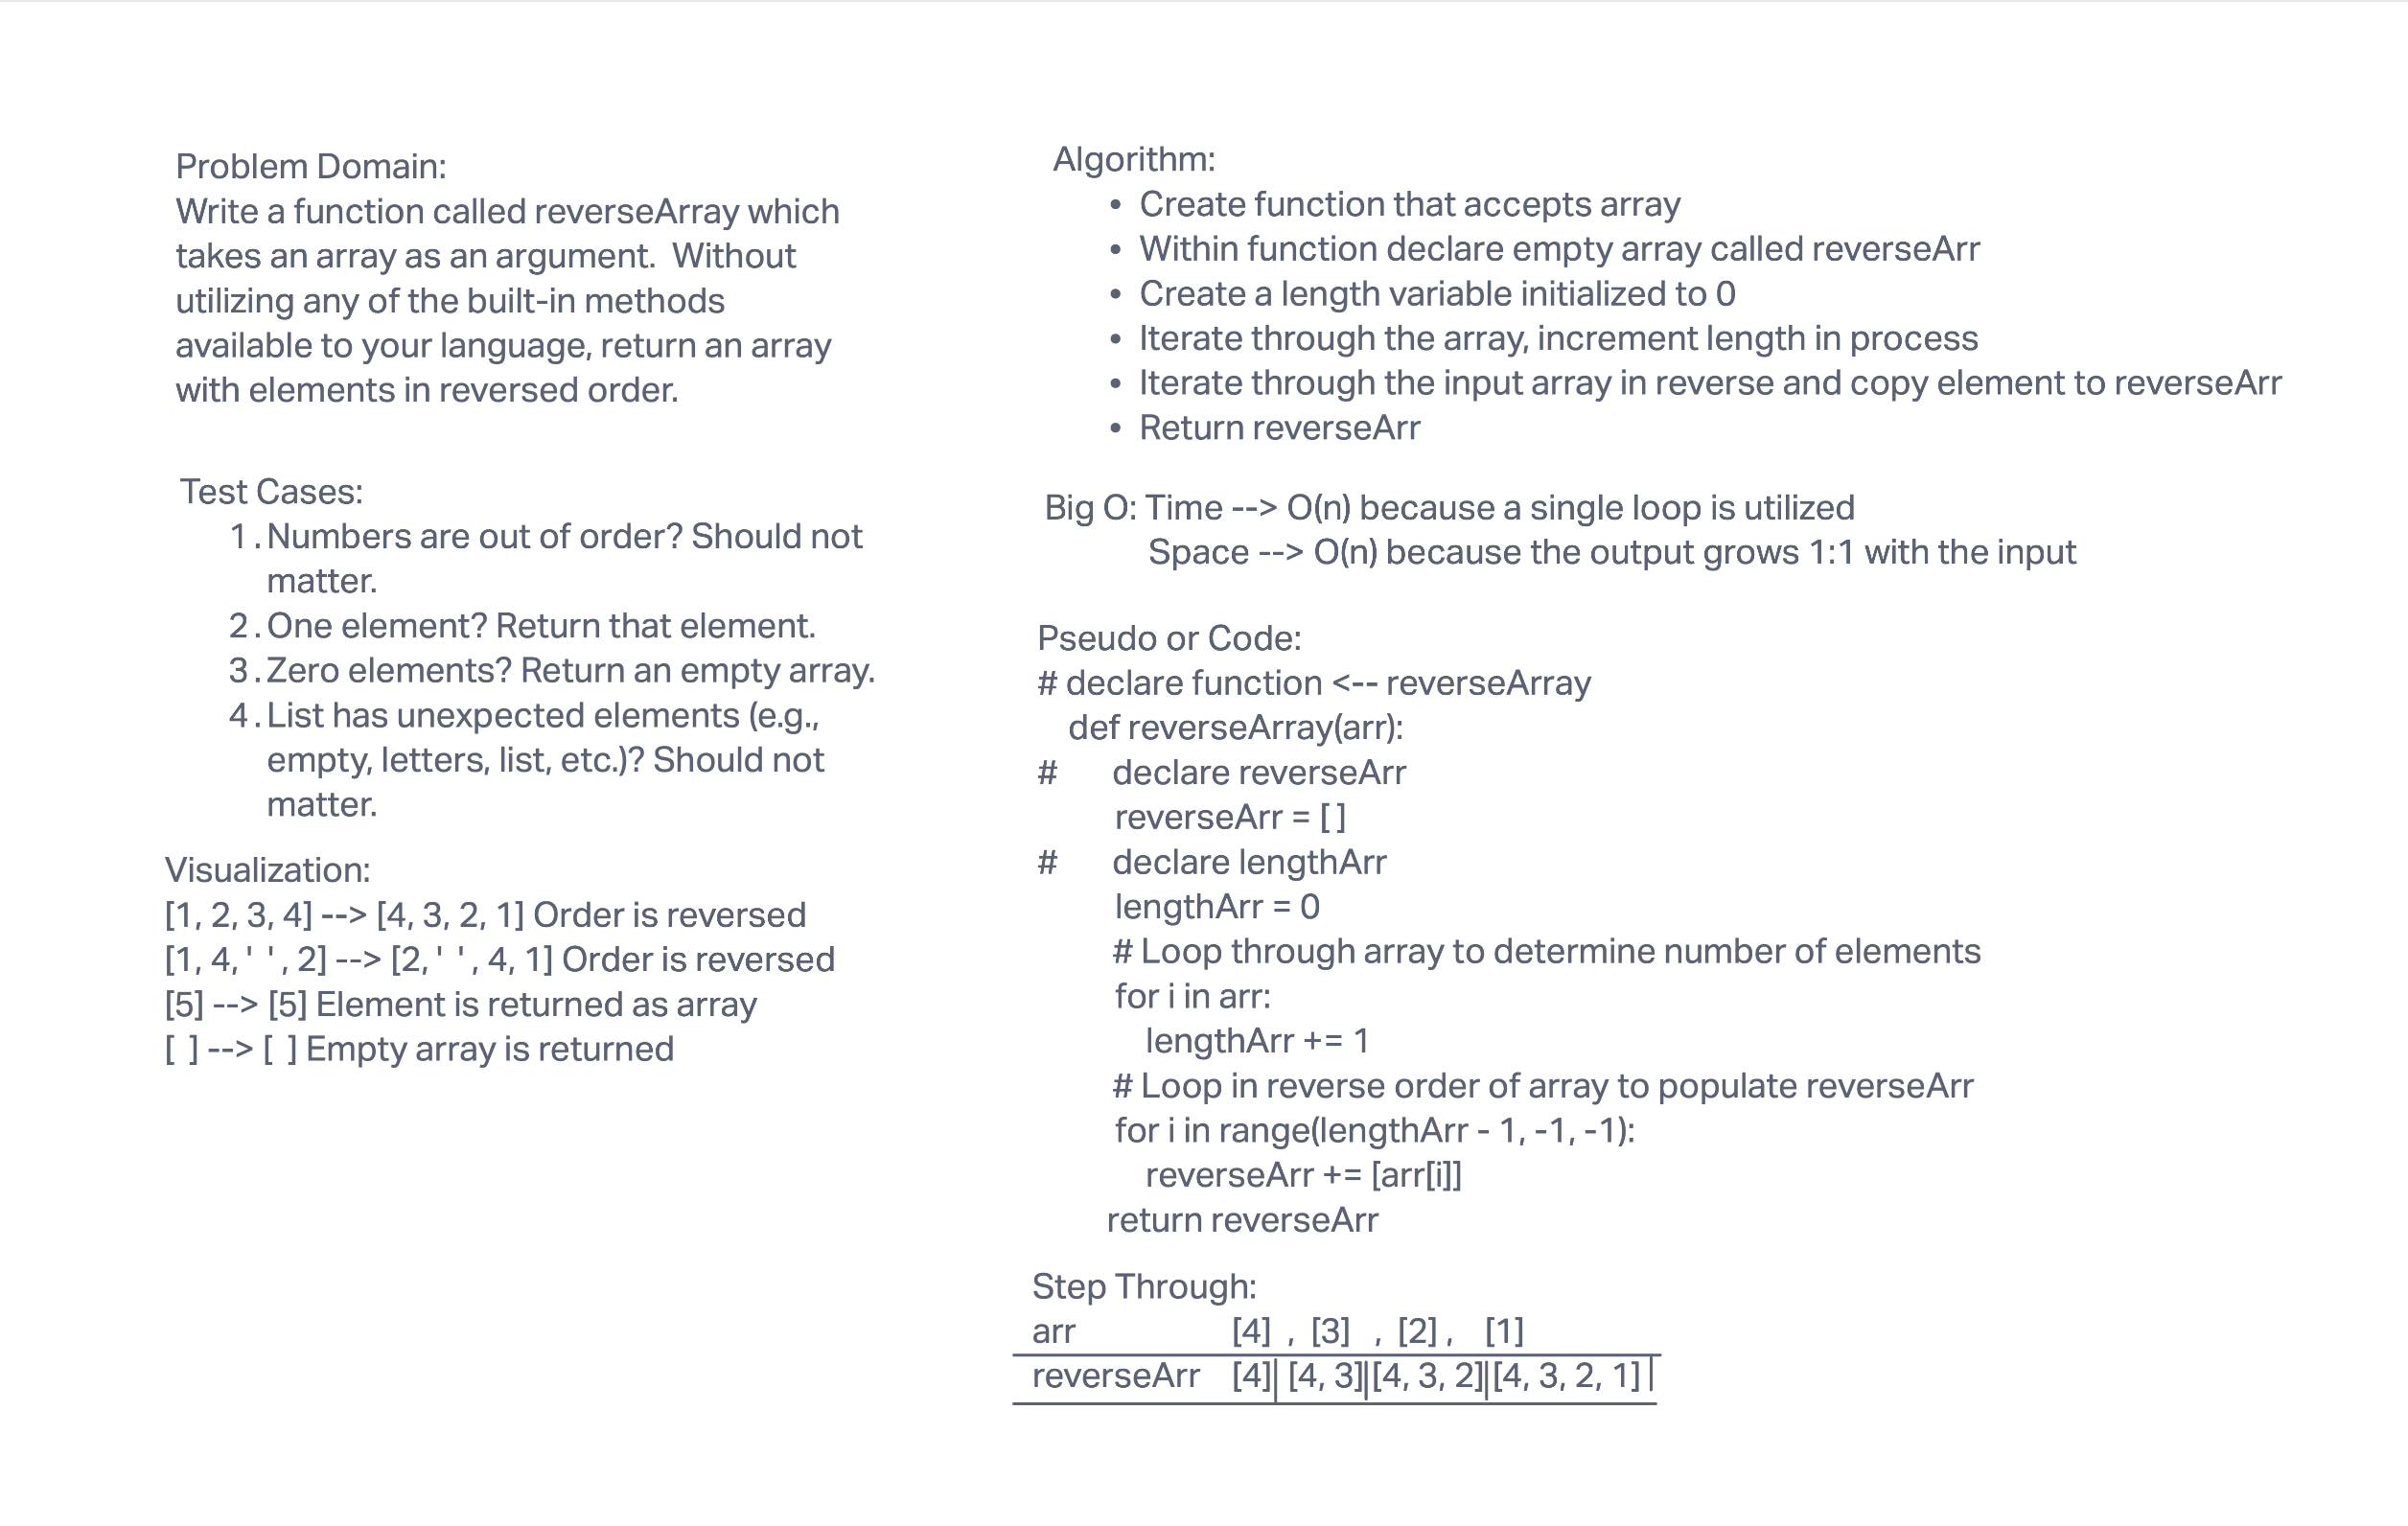 Problem Domain:
Write a function called reverseArray which
takes an array as an argument.  Without
utilizing any of the built-in methods
available to your language, return an array
with elements in reversed order.
Test Cases:
1. Numbers are out of order? Should not
matter.
2. One element? Return that element.
3. Zero elements? Return an empty array.
4. List has unexpected elements (e.g.,
empty, letters, list, etc.)? Should not
matter.
Visualization:
[1, 2, 3, 4] --> [4, 3, 2, 1] Order is reversed
[1, 4, ' ', 2] --> [2, ' ', 4, 1] Order is reversed
[5] --> [5] Element is returned as array
[ ] --> [ ] Empty array is returned
Algorithm:
• Create function that accepts array
• Within function declare empty array called reverseArr
• Create a length variable initialized to 0
• Iterate through the array, increment length in process
• Iterate through the input array in reverse and copy element to reverseArr
• Return reverseArr
Big O: Time --> O(n) because a single loop is utilized
Space --> O(n) because the output grows 1:1 with the input
Pseudo or Code:
# declare function <-- reverseArray
def reverseArray(arr):
# declare reverseArr
reverseArr = [ ]
# declare lengthArr
lengthArr = 0
# Loop through array to determine number of elements
for i in arr:
lengthArr += 1
# Loop in reverse order of array to populate reverseArr
for i in range(lengthArr - 1, -1, -1):
reverseArr += [arr[i]]
return reverseArr
Step Through:
arr [4] , [3] , [2] , [1]
reverseArr [4]| [4, 3]|[4, 3, 2]|[4, 3, 2, 1] |